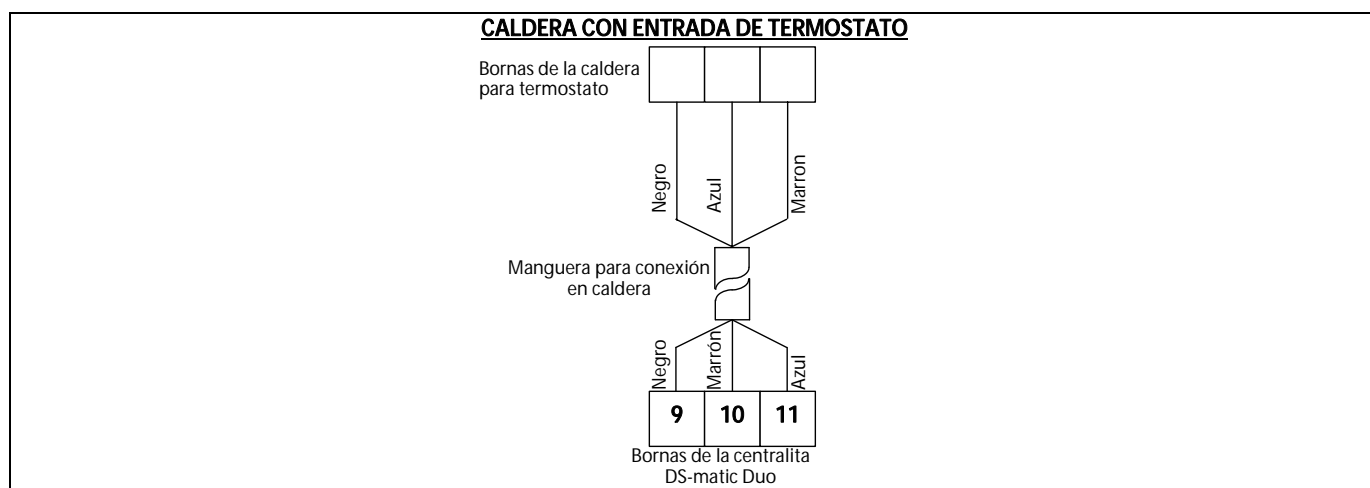 CALDERA CON ENTRADA DE TERMOSTATO
Bornas de la caldera
para termostato
Negro
Azul
Marron
Manguera para conexión
en caldera
Negro
Marrón
Azul
9 10 11
Bornas de la centralita
DS-matic Duo